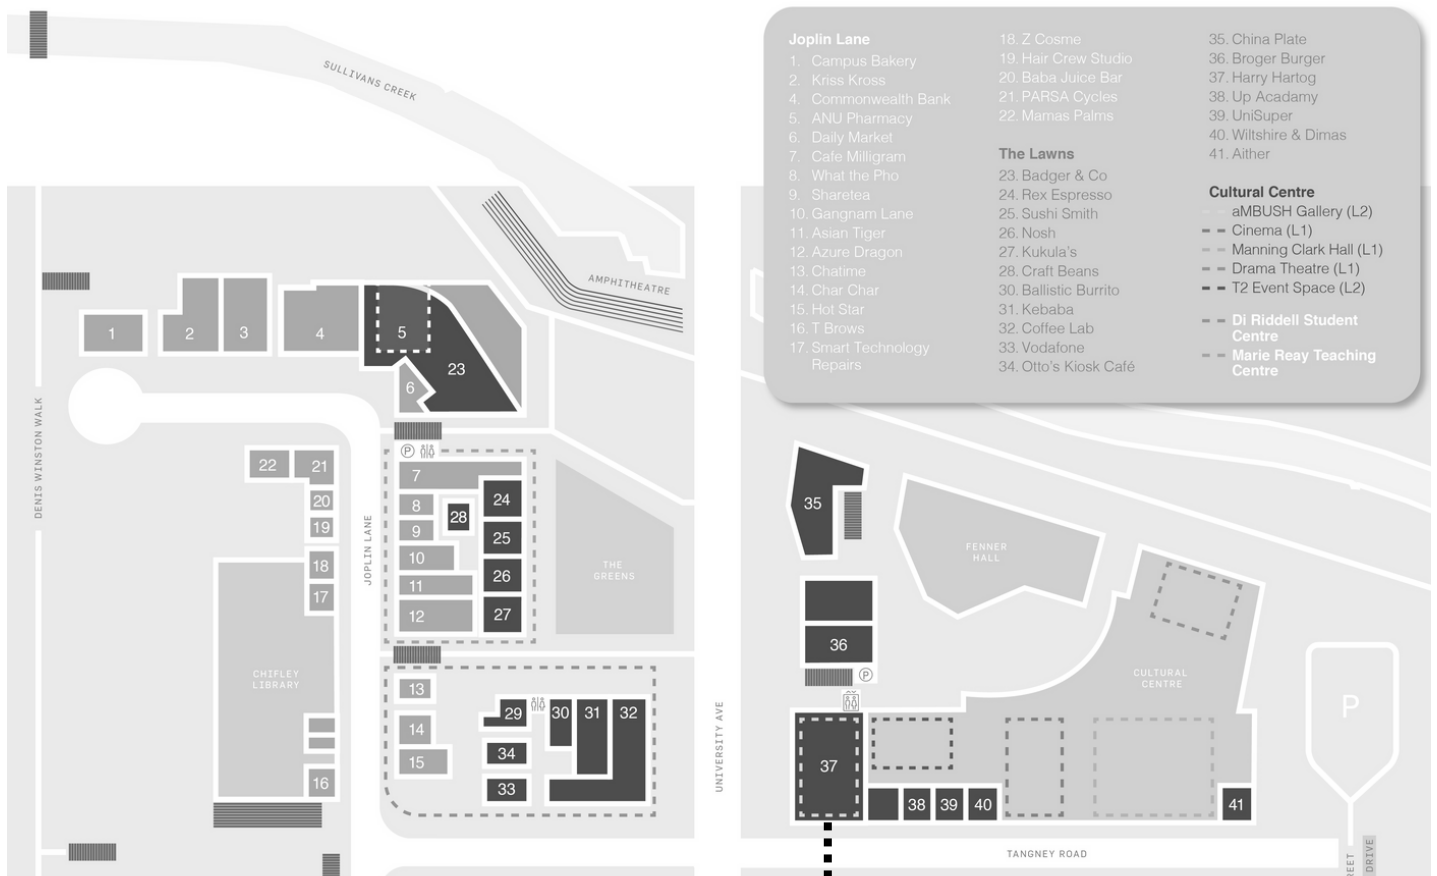 SULLIVANS CREEK
AMPHITHEATRE
DENIS WINSTON WALK
1
2
3
4
5
23
6
P
22
21
20
19
18
17
JOPLIN LANE
7
8
9
10
11
12
28
24
25
26
27
THE
GREENS
CHIFLEY
LIBRARY
16
13
14
15
29
30
31
32
34
33
UNIVERSITY AVE
Joplin Lane
1. Campus Bakery
2. Kriss Kross
4. Commonwealth Bank
5. ANU Pharmacy
6. Daily Market
7. Cafe Milligram
8. What the Pho
9. Sharetea
10. Gangnam Lane
11. Asian Tiger
12. Azure Dragon
13. Chatime
14. Char Char
15. Hot Star
16. T Brows
17. Smart Technology
Repairs
18. Z Cosme
19. Hair Crew Studio
20. Baba Juice Bar
21. PARSA Cycles
22. Mamas Palms
The Lawns
23. Badger & Co
24. Rex Espresso
25. Sushi Smith
26. Nosh
27. Kukula's
28. Craft Beans
30. Ballistic Burrito
31. Kebaba
32. Coffee Lab
33. Vodafone
34. Otto's Kiosk Café
35. China Plate
36. Broger Burger
37. Harry Hartog
38. Up Acadamy
39. UniSuper
40. Wiltshire & Dimas
41. Aither
Cultural Centre
aMBUSH Gallery (L2)
Cinema (L1)
Manning Clark Hall (L1)
Drama Theatre (L1)
T2 Event Space (L2)
Di Riddell Student
Centre
Marie Reay Teaching
Centre
35
FENNER
HALL
36
P
CULTURAL
CENTRE
P
37
38
39
40
41
TANGNEY ROAD
DRIVE